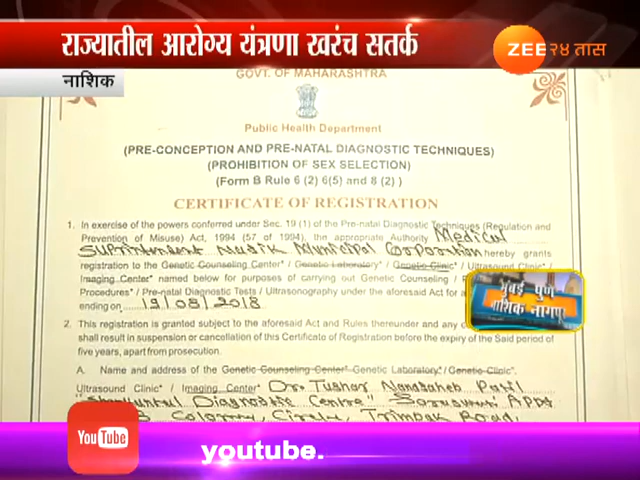 राज्यातील आरोग्य यंत्रणा खरंच सतर्क
ZEE २४ तास
नाशिक
GOVT. OF MAHARASHTRA
Public Health Department
(PRE-CONCEPTION AND PRE-NATAL DIAGNOSTIC TECHNIQUES)
(PROHIBITION OF SEX SELECTION)
(Form B Rule 6 (2) 6(5) and 8 (2) )
CERTIFICATE OF REGISTRATION
1. In exercise of the powers conferred under Sec. 19 (1) of the Pre-natal Diagnostic Techniques (Regulation and
Prevention of Misuse) Act, 1994 (57 of 1994), the appropriate Authority Medical
Suprintendent Nasik Municipal Corporation hereby grants
registration to the Genetic Counseling Center* / Genetic Laboratory* / Genetic Clinic* / Ultrasound Clinic* /
Imaging Center* named below for purposes of carrying out Genetic Counseling /
Procedures* / Pre-natal Diagnostic Tests / Ultrasonography under the aforesaid Act for a
ending on 19/08/2018
2. This registration is granted subject to the aforesaid Act and Rules thereunder and any
shall result in suspension or cancellation of this Certificate of Registration before the expiry of the Said period of
five years, apart from prosecution.
A. Name and address of the Genetic Counseling Center* Genetic Laboratory* / Genetic Clinic*.
Ultrasound Clinic* / Imaging Center* Dr. Tushar Nanasaheb Patil
Diagnostic Centre" Apps
Colony, Circle, Trimbak Road,
मुंबई पुणे
नाशिक नागपूर
You Tube
youtube.